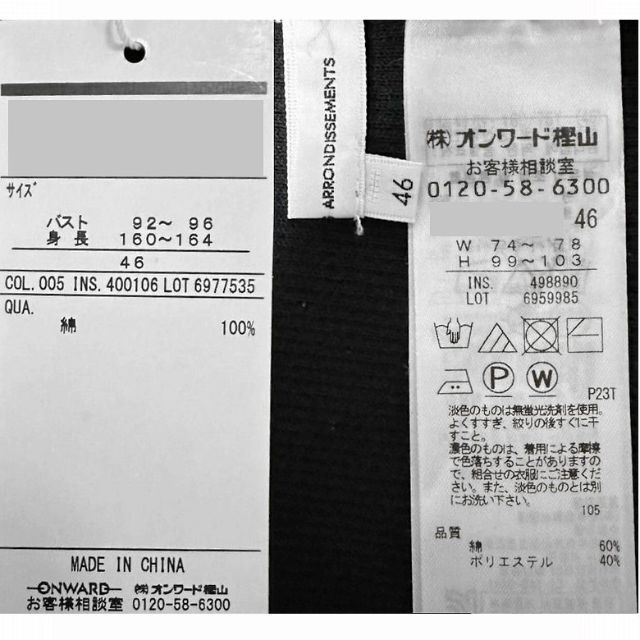 サイズ
バスト 92～ 96
身長 160～164
46
COL.005 INS.400106 LOT 6977535
QUA.
綿 100%
MADE IN CHINA
ONWARD ㈱オンワード樫山
お客様相談室 0120-58-6300
ARRONDISSEMENTS
46
㈱オンワード樫山
お客様相談室
0120-58-6300
46
W 74～ 78
H 99～103
INS. 498890
LOT 6959985
P W
P23T
淡色のものは無蛍光洗剤を使用。
よくすすぎ、絞りの後すぐに干
すこと。
濃色のものは、着用による摩擦
で色落ちすることがありますの
で、組合せの衣服にご注意くだ
さい。また、淡色のものとは別
にお洗い下さい。
105
品質
綿 60%
ポリエステル 40%